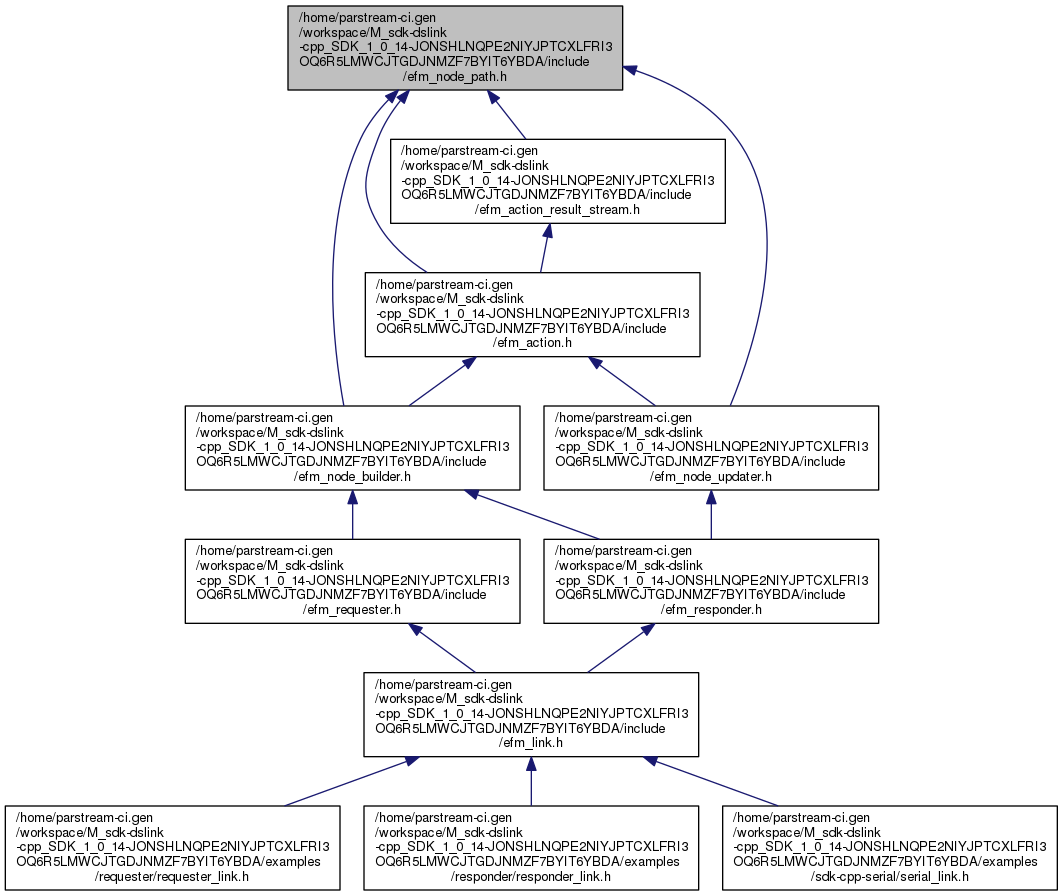 /home/parstream-ci.gen
/workspace/M_sdk-dslink
-cpp_SDK_1_0_14-JONSHLNQPE2NIYJPTCXLFRI3
OQ6R5LMWCJTGDJNMZF7BYIT6YBDA/include
/efm_node_path.h
/home/parstream-ci.gen
/workspace/M_sdk-dslink
-cpp_SDK_1_0_14-JONSHLNQPE2NIYJPTCXLFRI3
OQ6R5LMWCJTGDJNMZF7BYIT6YBDA/include
/efm_action_result_stream.h
/home/parstream-ci.gen
/workspace/M_sdk-dslink
-cpp_SDK_1_0_14-JONSHLNQPE2NIYJPTCXLFRI3
OQ6R5LMWCJTGDJNMZF7BYIT6YBDA/include
/efm_action.h
/home/parstream-ci.gen
/workspace/M_sdk-dslink
-cpp_SDK_1_0_14-JONSHLNQPE2NIYJPTCXLFRI3
OQ6R5LMWCJTGDJNMZF7BYIT6YBDA/include
/efm_node_builder.h
/home/parstream-ci.gen
/workspace/M_sdk-dslink
-cpp_SDK_1_0_14-JONSHLNQPE2NIYJPTCXLFRI3
OQ6R5LMWCJTGDJNMZF7BYIT6YBDA/include
/efm_node_updater.h
/home/parstream-ci.gen
/workspace/M_sdk-dslink
-cpp_SDK_1_0_14-JONSHLNQPE2NIYJPTCXLFRI3
OQ6R5LMWCJTGDJNMZF7BYIT6YBDA/include
/efm_requester.h
/home/parstream-ci.gen
/workspace/M_sdk-dslink
-cpp_SDK_1_0_14-JONSHLNQPE2NIYJPTCXLFRI3
OQ6R5LMWCJTGDJNMZF7BYIT6YBDA/include
/efm_responder.h
/home/parstream-ci.gen
/workspace/M_sdk-dslink
-cpp_SDK_1_0_14-JONSHLNQPE2NIYJPTCXLFRI3
OQ6R5LMWCJTGDJNMZF7BYIT6YBDA/include
/efm_link.h
/home/parstream-ci.gen
/workspace/M_sdk-dslink
-cpp_SDK_1_0_14-JONSHLNQPE2NIYJPTCXLFRI3
OQ6R5LMWCJTGDJNMZF7BYIT6YBDA/examples
/requester/requester_link.h
/home/parstream-ci.gen
/workspace/M_sdk-dslink
-cpp_SDK_1_0_14-JONSHLNQPE2NIYJPTCXLFRI3
OQ6R5LMWCJTGDJNMZF7BYIT6YBDA/examples
/responder/responder_link.h
/home/parstream-ci.gen
/workspace/M_sdk-dslink
-cpp_SDK_1_0_14-JONSHLNQPE2NIYJPTCXLFRI3
OQ6R5LMWCJTGDJNMZF7BYIT6YBDA/examples
/sdk-cpp-serial/serial_link.h